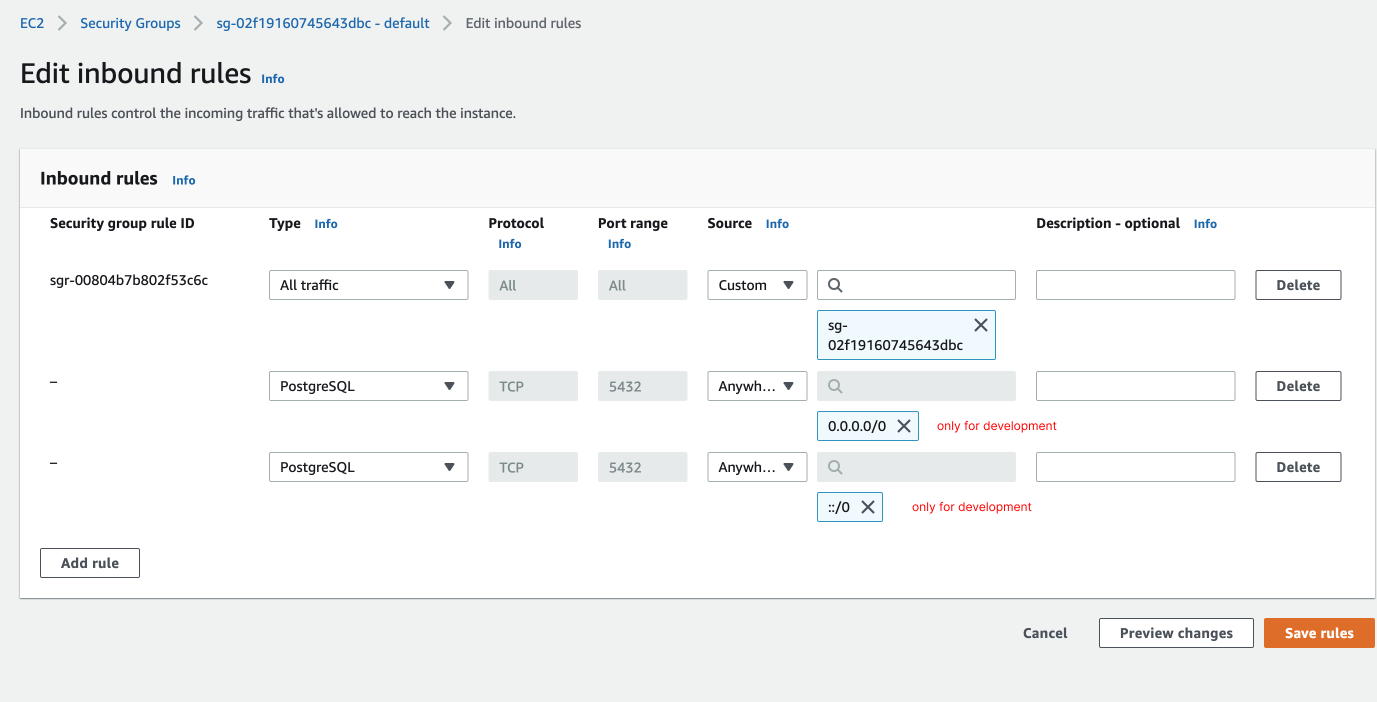 EC2 > Security Groups > sg-02f19160745643dbc - default > Edit inbound rules
Edit inbound rules Info
Inbound rules control the incoming traffic that's allowed to reach the instance.
Inbound rules Info
Security group rule ID Type Info Protocol Info Port range Info Source Info Description - optional Info
sgr-00804b7b802f53c6c All traffic All All Custom Delete
sg-
02f19160745643dbc
– PostgreSQL TCP 5432 Anywh... Delete
0.0.0.0/0 only for development
– PostgreSQL TCP 5432 Anywh... Delete
::/0 only for development
Add rule
Cancel Preview changes Save rules